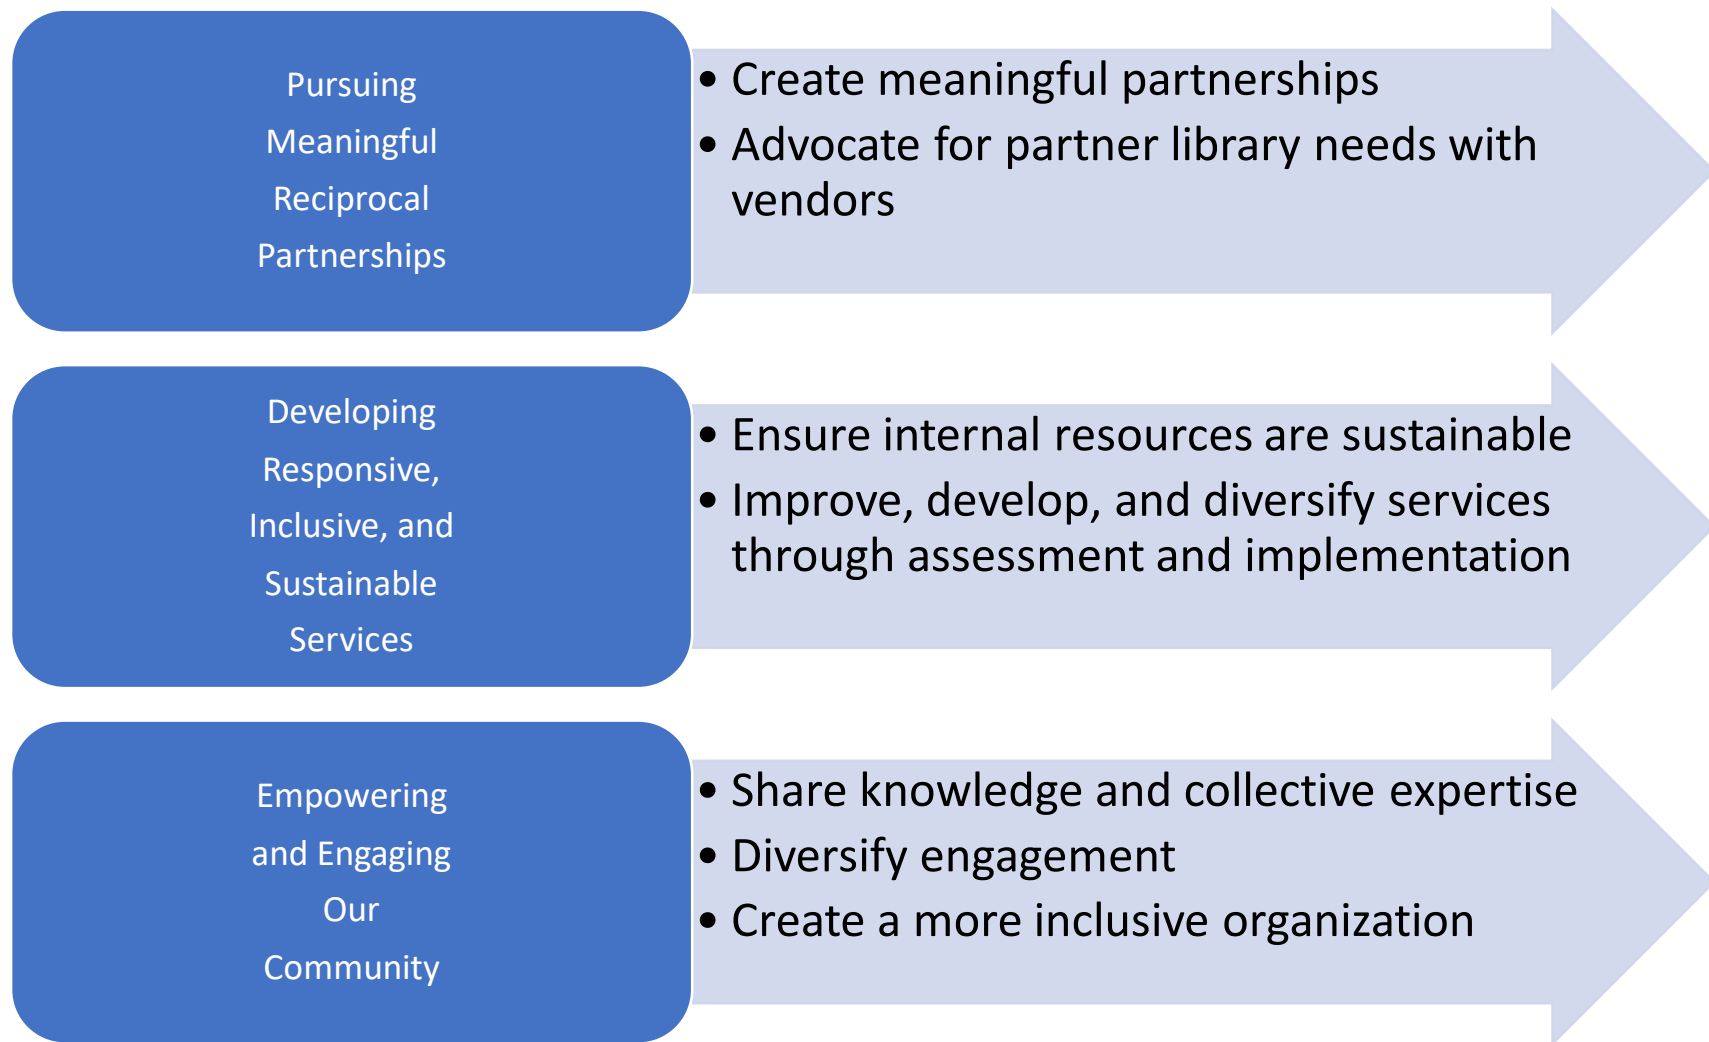 Pursuing
Meaningful
Reciprocal
Partnerships
• Create meaningful partnerships
• Advocate for partner library needs with
vendors
Developing
Responsive,
Inclusive, and
Sustainable
Services
• Ensure internal resources are sustainable
• Improve, develop, and diversify services
through assessment and implementation
Empowering
and Engaging
Our
Community
• Share knowledge and collective expertise
• Diversify engagement
• Create a more inclusive organization